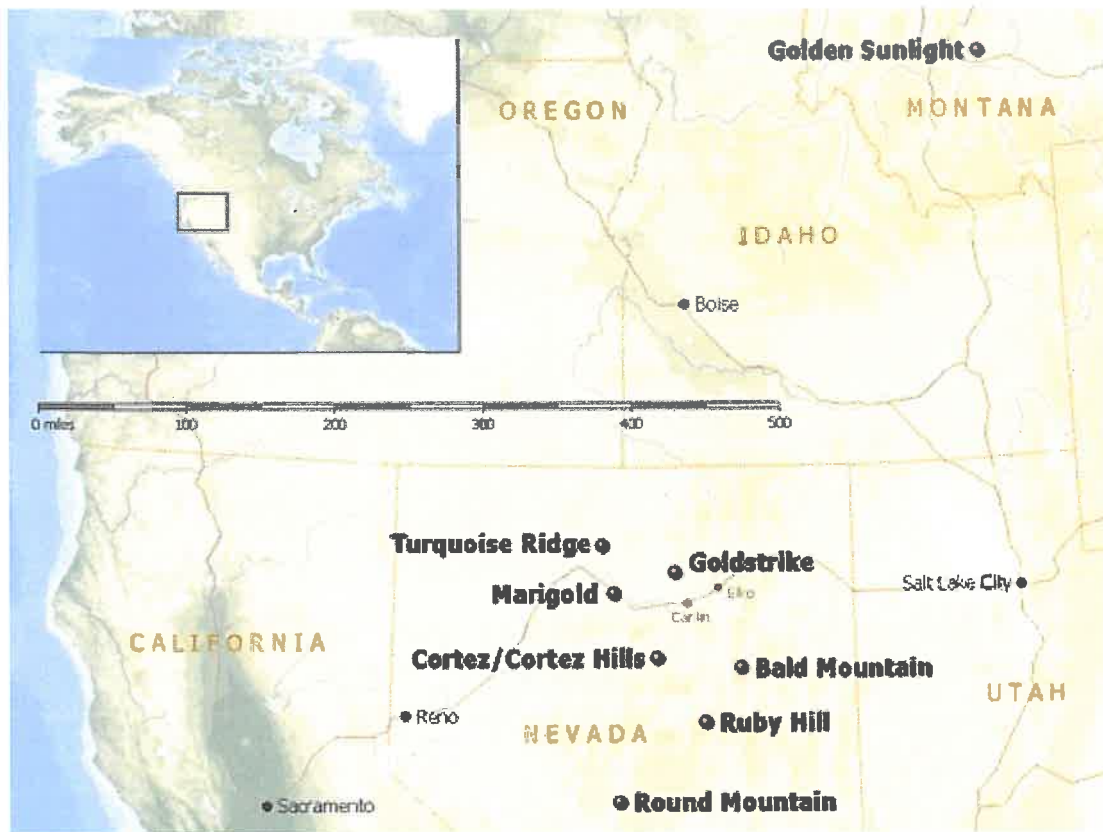 Golden Sunlight
OREGON
MONTANA
IDAHO
Boise
0 miles 100 200 300 400 500
Turquoise Ridge
Goldstrike
Marigold
Elko
Salt Lake City
Carlin
CALIFORNIA
Cortez/Cortez Hills
Bald Mountain
UTAH
Reno
Ruby Hill
NEVADA
Round Mountain
Sacramento